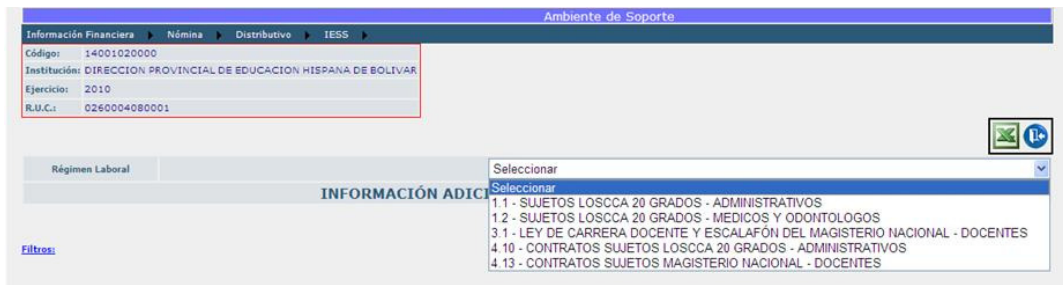 Ambiente de Soporte
Información Financiera Nómina Distributivo IESS
Código: 14001020000
Institución: DIRECCION PROVINCIAL DE EDUCACION HISPANA DE BOLIVAR
Ejercicio: 2010
R.U.C.: 0260004080001
Régimen Laboral Seleccionar
Seleccionar
INFORMACIÓN ADICI
1.1 - SUJETOS LOSCCA 20 GRADOS - ADMINISTRATIVOS
1.2 - SUJETOS LOSCCA 20 GRADOS - MEDICOS Y ODONTOLOGOS
3.1 - LEY DE CARRERA DOCENTE Y ESCALAFÓN DEL MAGISTERIO NACIONAL - DOCENTES
4.10 - CONTRATOS SUJETOS LOSCCA 20 GRADOS - ADMINISTRATIVOS
4.13 - CONTRATOS SUJETOS MAGISTERIO NACIONAL - DOCENTES
Filtros: